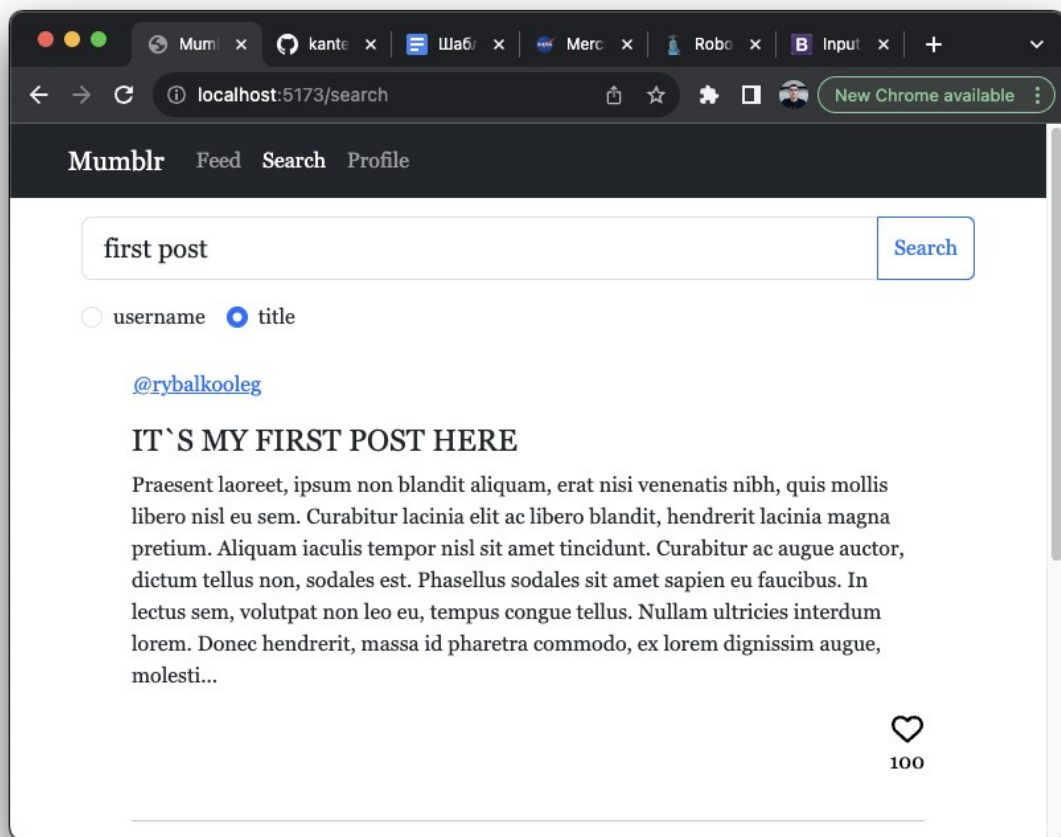 Mum kante Шабл Merc Robo B Input
localhost:5173/search New Chrome available
Mumblr Feed Search Profile
first post Search
username title
@rybalkooleg
IT`S MY FIRST POST HERE
Praesent laoreet, ipsum non blandit aliquam, erat nisi venenatis nibh, quis mollis
libero nisl eu sem. Curabitur lacinia elit ac libero blandit, hendrerit lacinia magna
pretium. Aliquam iaculis tempor nisl sit amet tincidunt. Curabitur ac augue auctor,
dictum tellus non, sodales est. Phasellus sodales sit amet sapien eu faucibus. In
lectus sem, volutpat non leo eu, tempus congue tellus. Nullam ultricies interdum
lorem. Donec hendrerit, massa id pharetra commodo, ex lorem dignissim augue,
molesti...
100